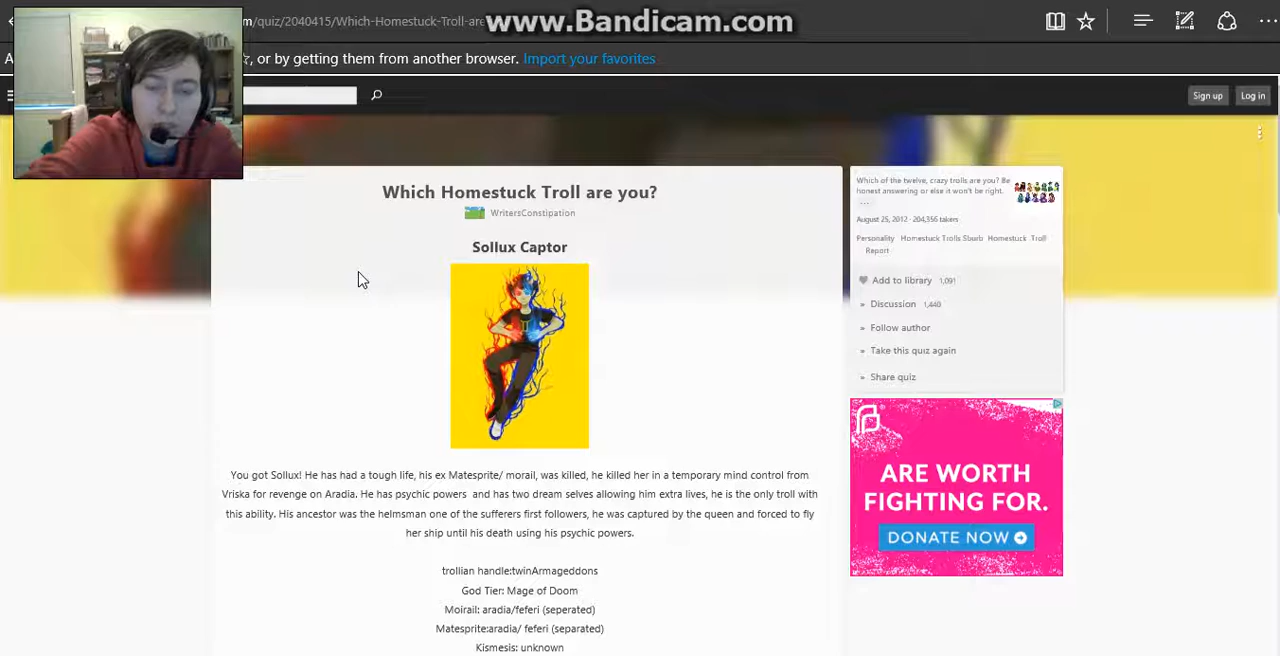 m/quiz/2040415/Which-Homestuck-Troll-are
www.Bandicam.com
A
, or by getting them from another browser. Import your favorites
Sign up
Log in
Which Homestuck Troll are you?
WritersConstipation
Sollux Captor
You got Sollux! He has had a tough life, his ex Matesprite/ morail, was killed, he killed her in a temporary mind control from
Vriska for revenge on Aradia. He has psychic powers and has two dream selves allowing him extra lives, he is the only troll with
this ability. His ancestor was the helmsman one of the sufferers first followers, he was captured by the queen and forced to fly
her ship until his death using his psychic powers.
trollian handle:twinArmageddons
God Tier: Mage of Doom
Moirail: aradia/feferi (seperated)
Matesprite:aradia/ feferi (separated)
Kismesis: unknown
Which of the twelve, crazy trolls are you? Be
honest answering or else it won't be right.
...
August 25, 2012 · 204,356 takers
Personality Homestuck Trolls Sburb Homestuck Troll
Report
Add to library 1,091
» Discussion 1,440
» Follow author
» Take this quiz again
» Share quiz
ARE WORTH
FIGHTING FOR.
DONATE NOW